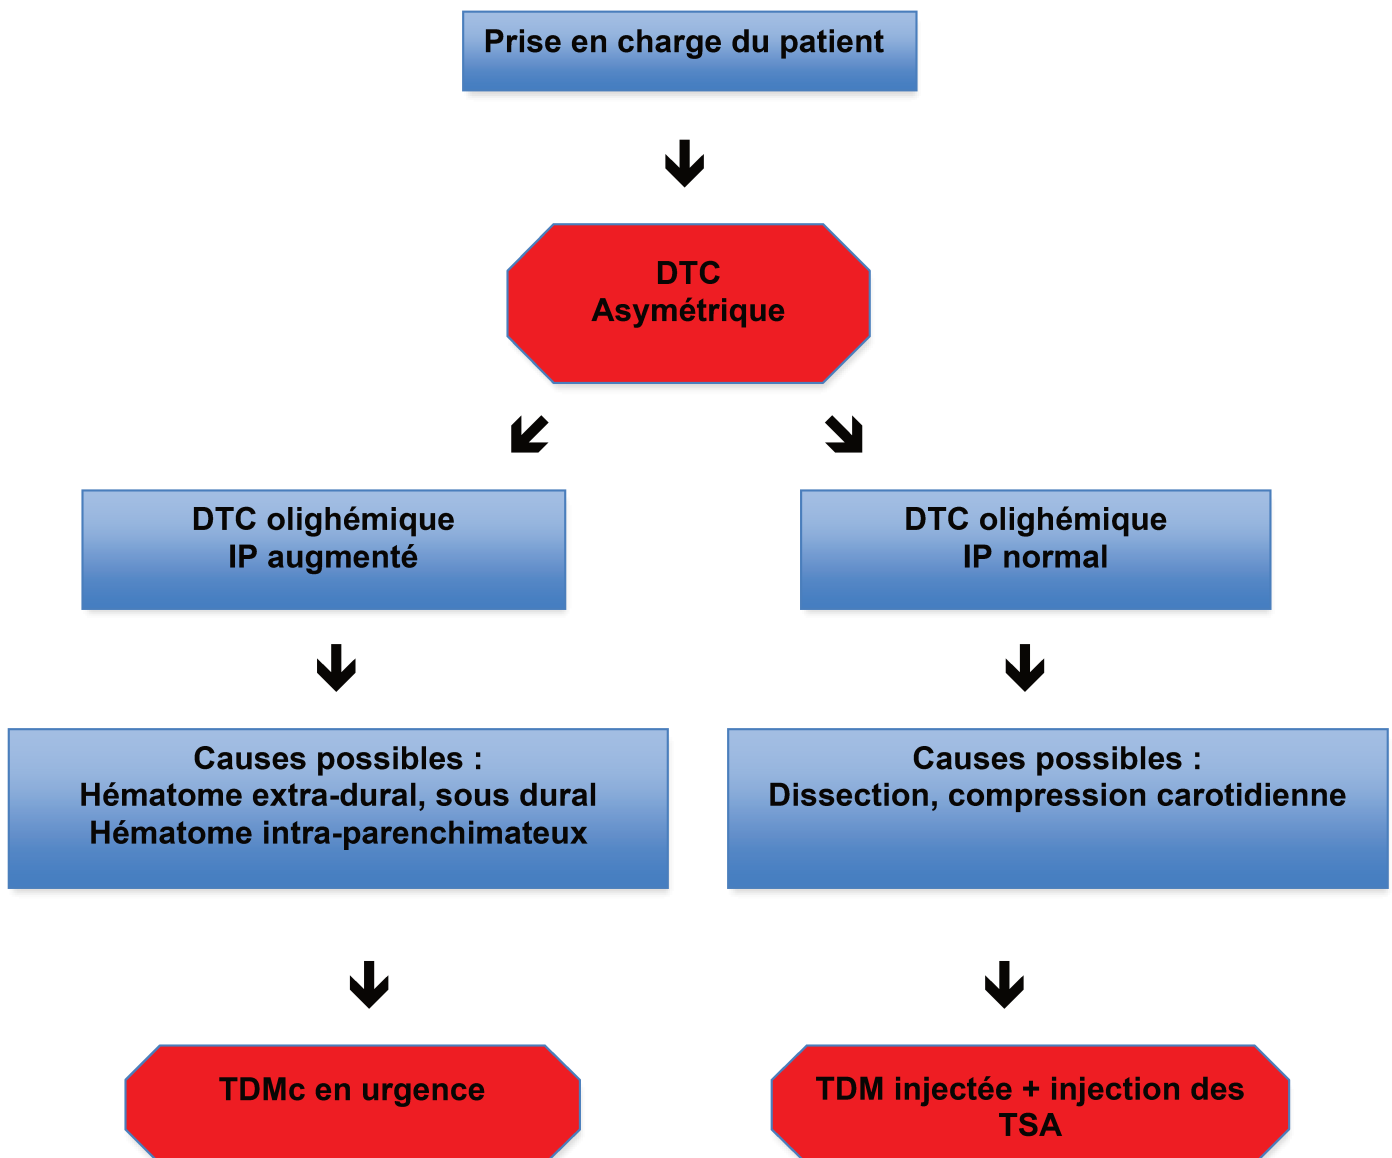 Prise en charge du patient
DTC
Asymétrique
DTC olighémique
IP augmenté
DTC olighémique
IP normal
Causes possibles :
Hématome extra-dural, sous dural
Hématome intra-parenchimateux
Causes possibles :
Dissection, compression carotidienne
TDMc en urgence
TDM injectée + injection des
TSA